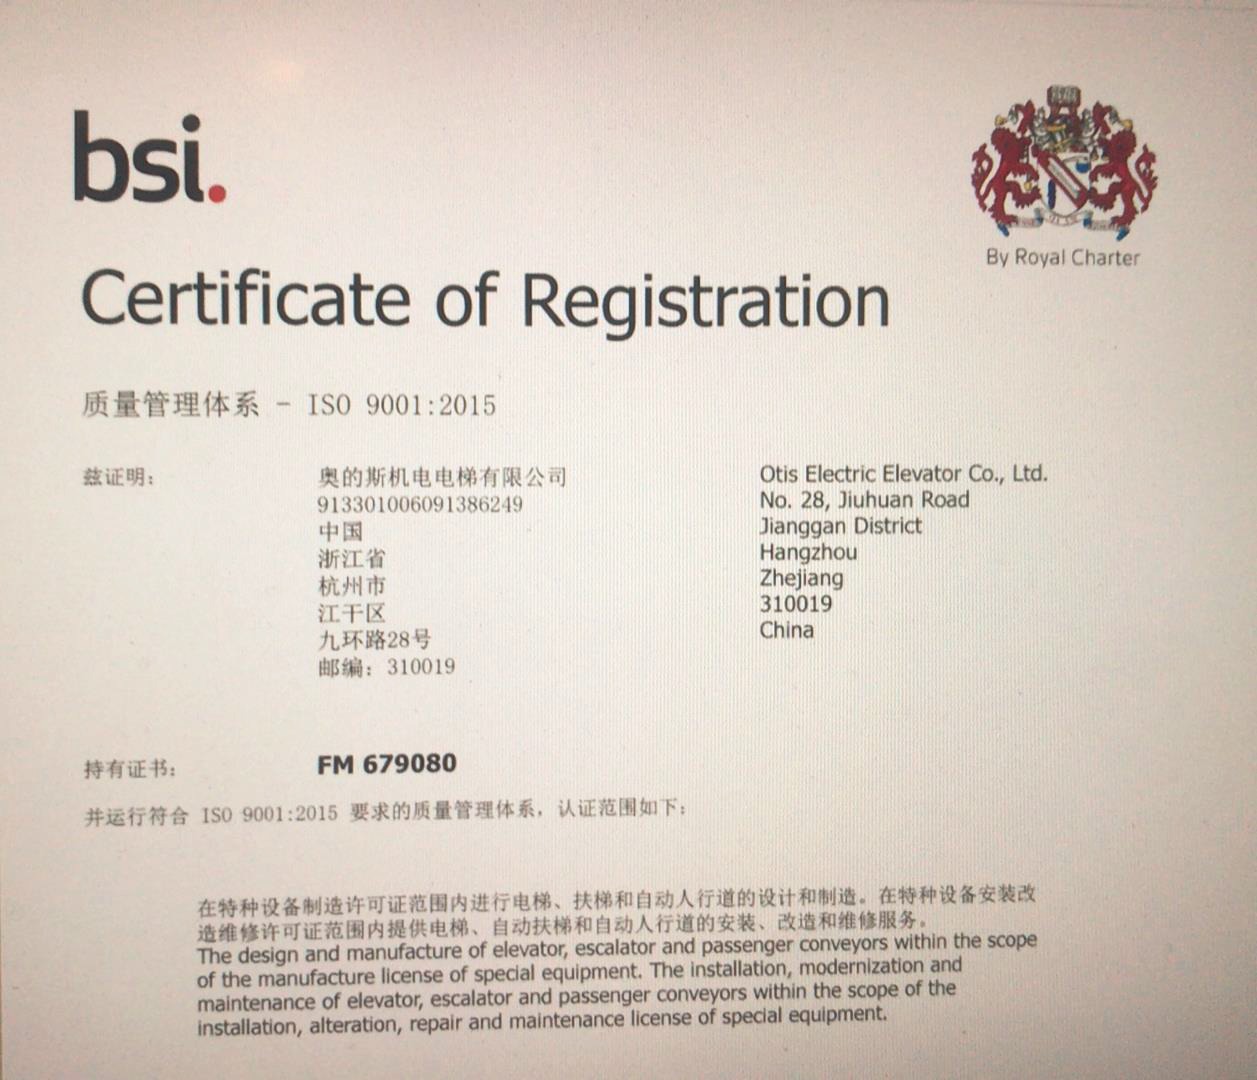 bsi.
By Royal Charter
Certificate of Registration
质量管理体系 - ISO 9001:2015
兹证明:
奥的斯机电电梯有限公司
913301006091386249
中国
浙江省
杭州市
江干区
九环路28号
邮编: 310019
Otis Electric Elevator Co., Ltd.
No. 28, Jiuhuan Road
Jianggan District
Hangzhou
Zhejiang
310019
China
持有证书:
FM 679080
并运行符合 ISO 9001:2015 要求的质量管理体系，认证范围如下:
在特种设备制造许可证范围内进行电梯、扶梯和自动人行道的设计和制造。在特种设备安装改
造维修许可证范围内提供电梯、自动扶梯和自动人行道的安装、改造和维修服务。
The design and manufacture of elevator, escalator and passenger conveyors within the scope
of the manufacture license of special equipment. The installation, modernization and
maintenance of elevator, escalator and passenger conveyors within the scope of the
installation, alteration, repair and maintenance license of special equipment.